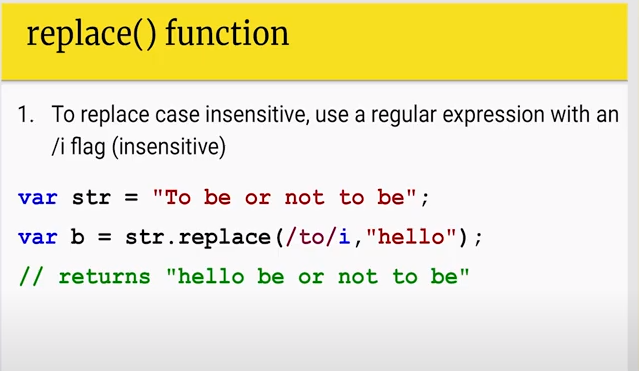 replace() function
1. To replace case insensitive, use a regular expression with an
/i flag (insensitive)
var str = "To be or not to be";
var b = str.replace(/to/i,"hello");
// returns "hello be or not to be"